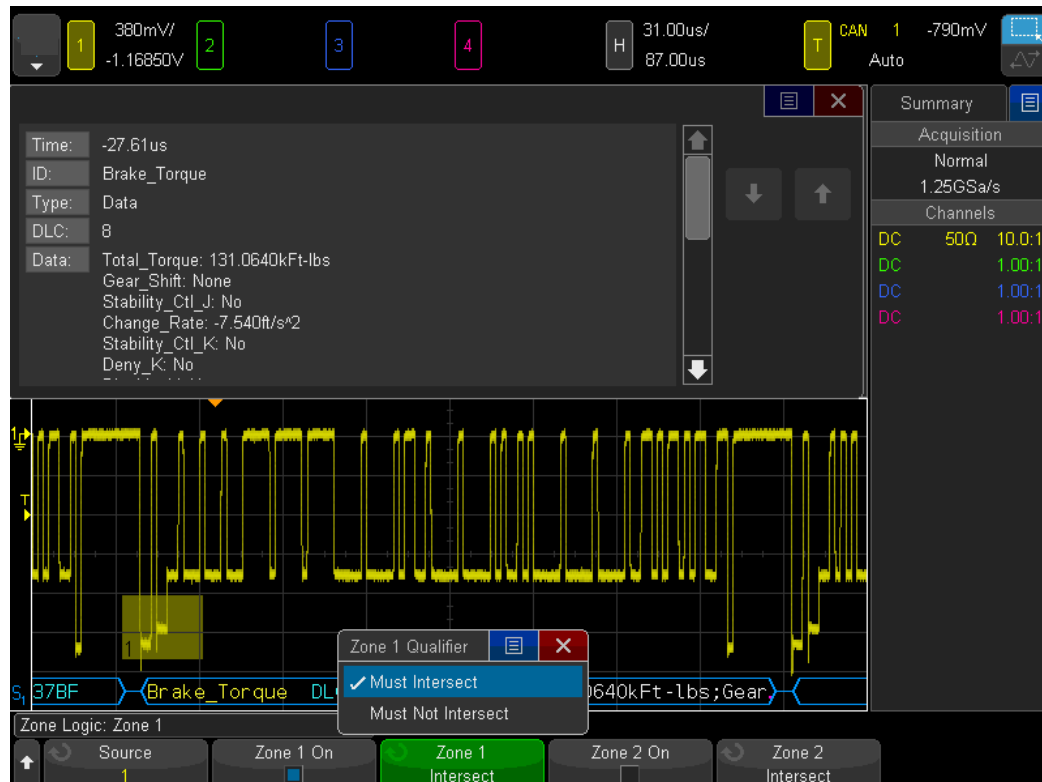 1 380mV/ 2 3 4 H 31.00us/ T CAN 1 -790mV
-1.16850V 87.00us Auto
Summary
Acquisition
Normal
1.25GSa/s
Channels
DC 50Ω 10.0:1
DC 1.00:1
DC 1.00:1
DC 1.00:1
Time: -27.61us
ID: Brake_Torque
Type: Data
DLC: 8
Data: Total_Torque: 131.0640kFt-lbs
Gear_Shift: None
Stability_Ctl_J: No
Change_Rate: -7.540ft/s^2
Stability_Ctl_K: No
Deny_K: No
1
T
1
Zone 1 Qualifier
Must Intersect
Must Not Intersect
S1 37BF Brake_Torque DL 0640kFt-lbs;Gear
Zone Logic: Zone 1
Source Zone 1 On Zone 1 Zone 2 On Zone 2
1 Intersect Intersect